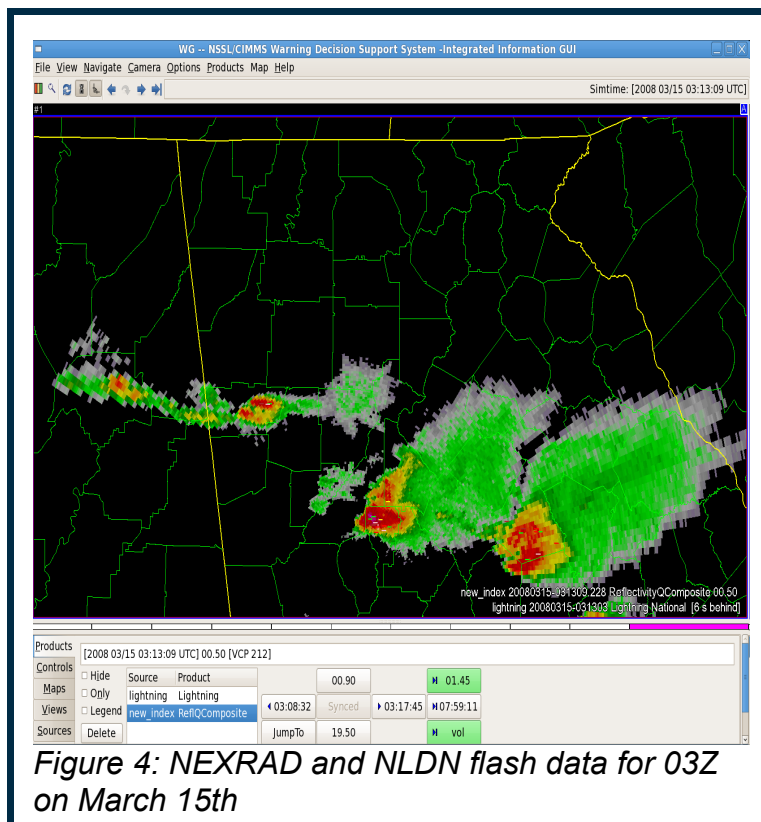 WG -- NSSL/CIMMS Warning Decision Support System -Integrated Information GUI
File View Navigate Camera Options Products Map Help
Simtime: [2008 03/15 03:13:09 UTC]
#1
new_index 20080315-031309.228 ReflectivityQComposite 00.50
lightning 20080315-031303 Lightning National [6 s behind]
Products
[2008 03/15 03:13:09 UTC] 00.50 [VCP 212]
Controls
Maps
Views
Sources
Hide
Only
Legend
Delete
Source Product
lightning Lightning
new_index ReflQComposite
00.90 01.45
03:08:32 Synced 03:17:45 07:59:11
JumpTo 19.50 vol
Figure 4: NEXRAD and NLDN flash data for 03Z
on March 15th